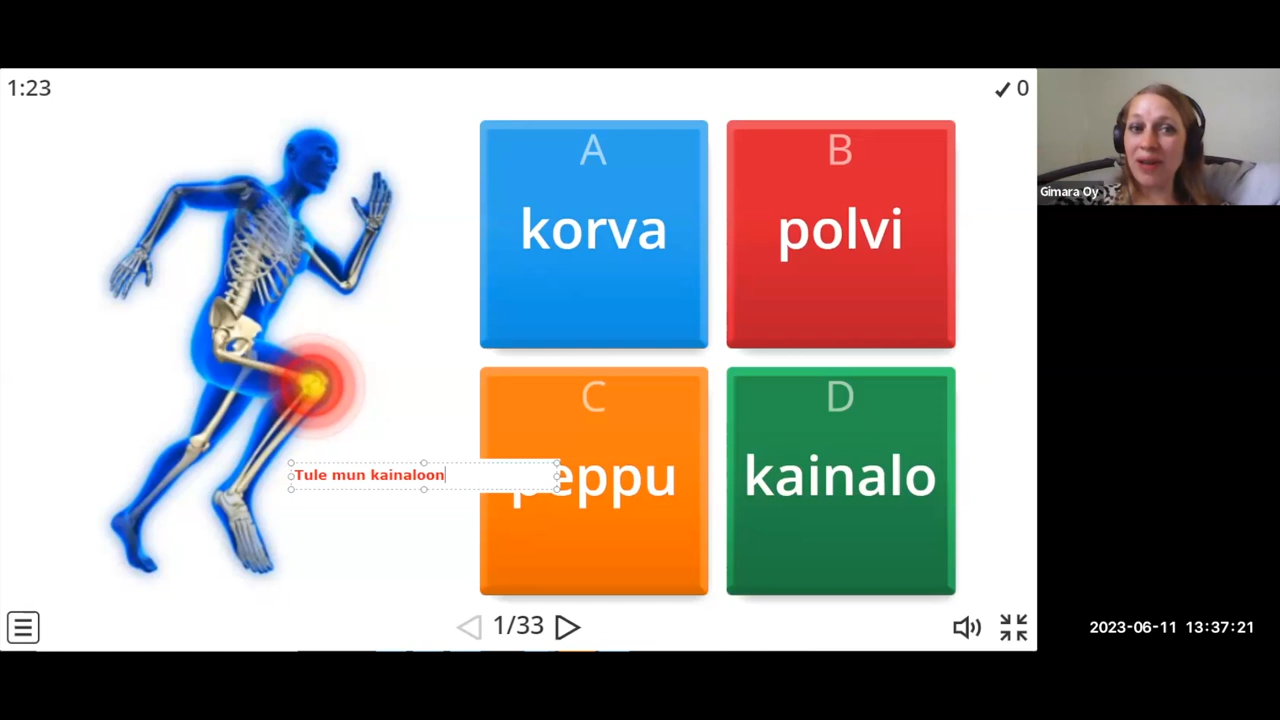 1:23
✓ 0
A
korva
B
polvi
Gimara Oy
C
peppu
D
kainalo
Tule mun kainaloon
1/33
2023-06-11 13:37:21